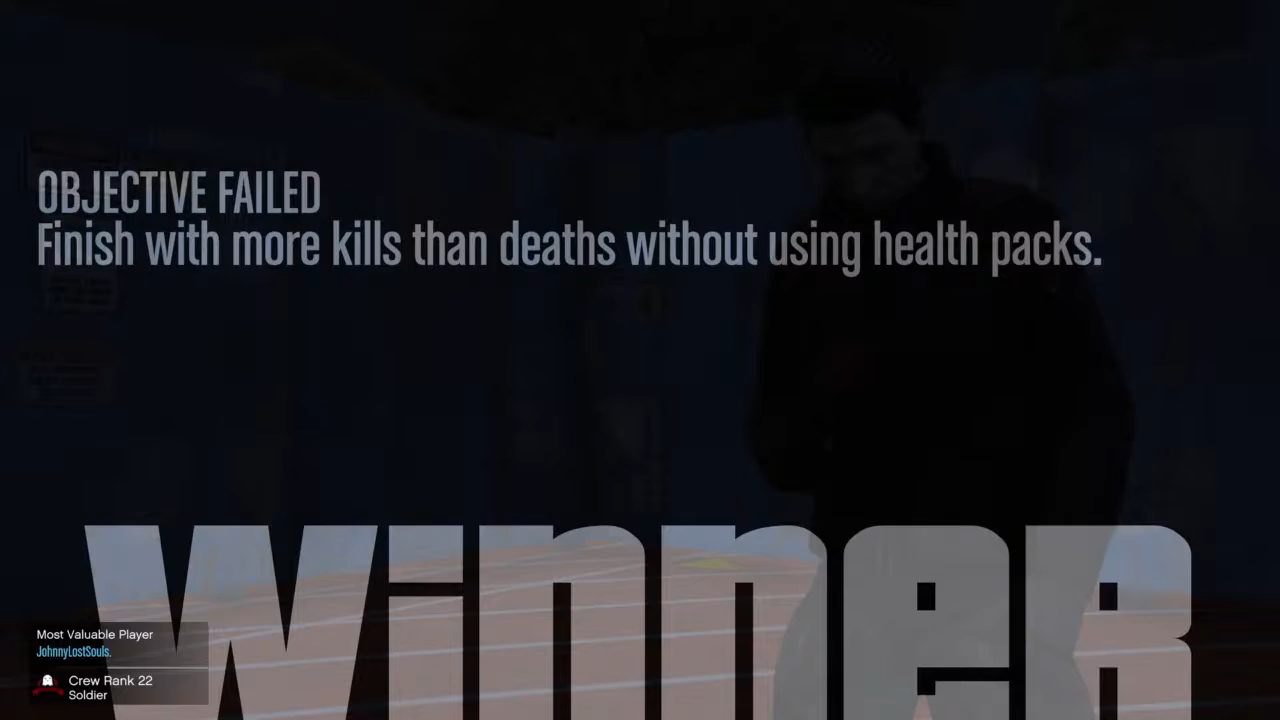 OBJECTIVE FAILED
Finish with more kills than deaths without using health packs.
WinneR
Most Valuable Player
JohnnyLostSouls.
Crew Rank 22
Soldier